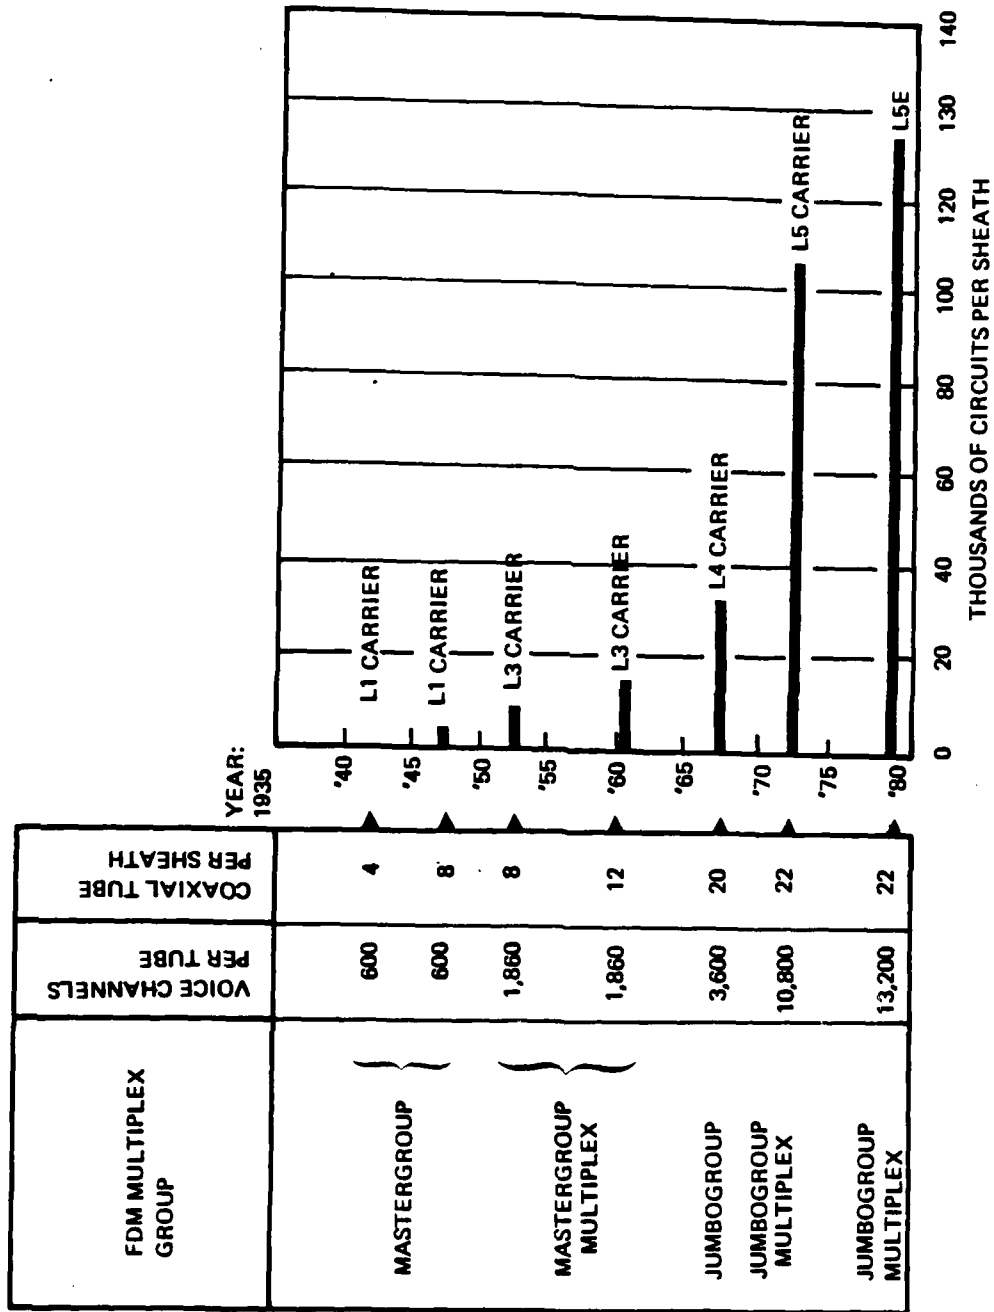 FDM MULTIPLEX
GROUP
VOICE CHANNELS
PER TUBE
COAXIAL TUBE
PER SHEATH
YEAR:
1935
'40
'45
'50
'55
'60
'65
'70
'75
'80
MASTERGROUP
600
4
L1 CARRIER
600
8
L1 CARRIER
MASTERGROUP
MULTIPLEX
1,860
8
L3 CARRIER
1,860
12
L3 CARRIER
JUMBOGROUP
3,600
20
L4 CARRIER
JUMBOGROUP
MULTIPLEX
10,800
22
L5 CARRIER
JUMBOGROUP
MULTIPLEX
13,200
22
L5E
0
20
40
60
80
100
120
130
140
THOUSANDS OF CIRCUITS PER SHEATH